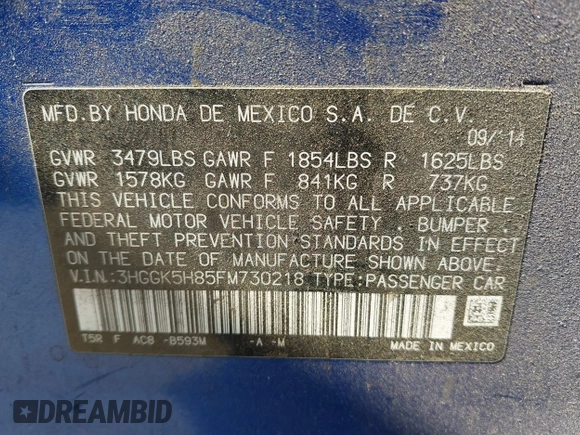 MFD.BY HONDA DE MEXICO S.A. DE C.V.
09/'14
GVWR 3479LBS GAWR F 1854LBS R 1625LBS
GVWR 1578KG GAWR F 841KG R 737KG
THIS VEHICLE CONFORMS TO ALL APPLICABLE
FEDERAL MOTOR VEHICLE SAFETY , BUMPER ,
AND THEFT PREVENTION STANDARDS IN EFFECT
ON THE DATE OF MANUFACTURE SHOWN ABOVE.
V.I.N.:3HGGK5H85FM730218 TYPE:PASSENGER CAR
T5R F AC8 -B593M -A -M
MADE IN MEXICO
DREAMBID